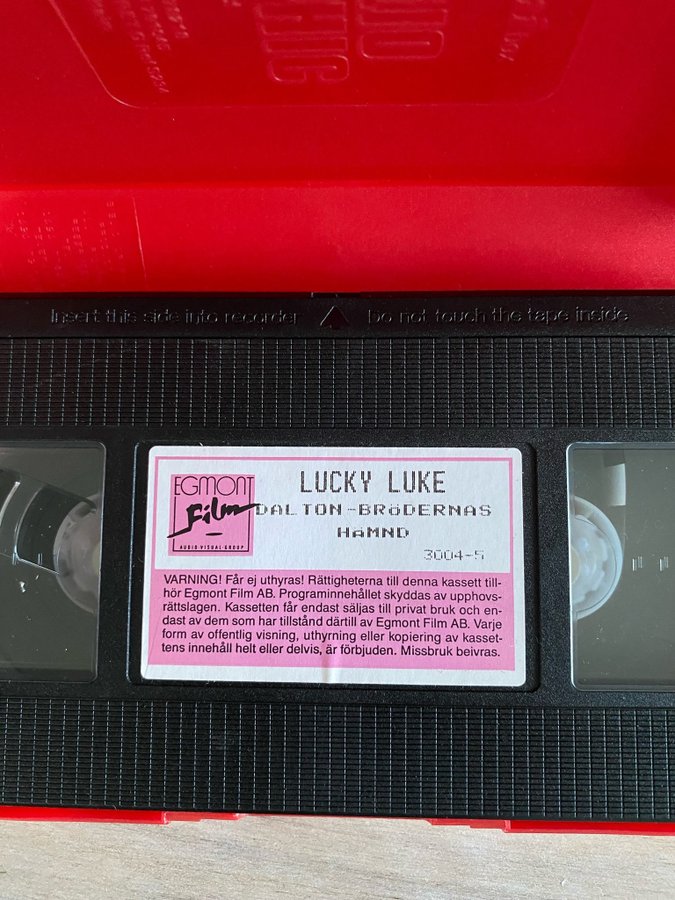 Insert this side into recorder
Do not touch the tape inside
EGMONT
Film
AUDIO VISUAL GROUP
LUCKY LUKE
DALTON-BRöDERNAS
HäMND
3004-5
VARNING! Får ej uthyras! Rättigheterna till denna kassett till-
hör Egmont Film AB. Programinnehållet skyddas av upphovs-
rättslagen. Kassetten får endast säljas till privat bruk och en-
dast av dem som har tillstånd därtill av Egmont Film AB. Varje
form av offentlig visning, uthyrning eller kopiering av kasset-
tens innehåll helt eller delvis, är förbjuden. Missbruk beivras.